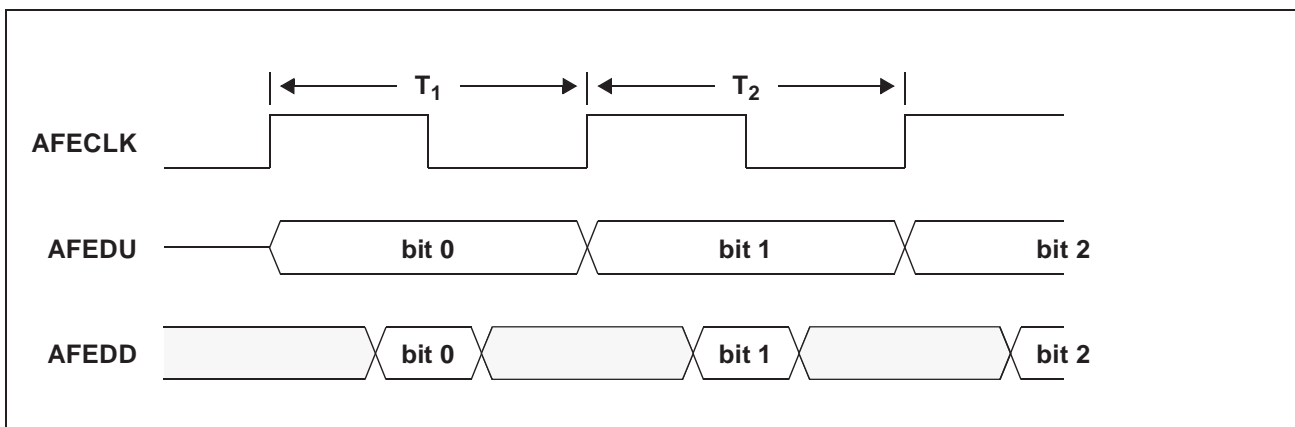 T1 T2
AFECLK
AFEDU bit 0 bit 1 bit 2
AFEDD bit 0 bit 1 bit 2